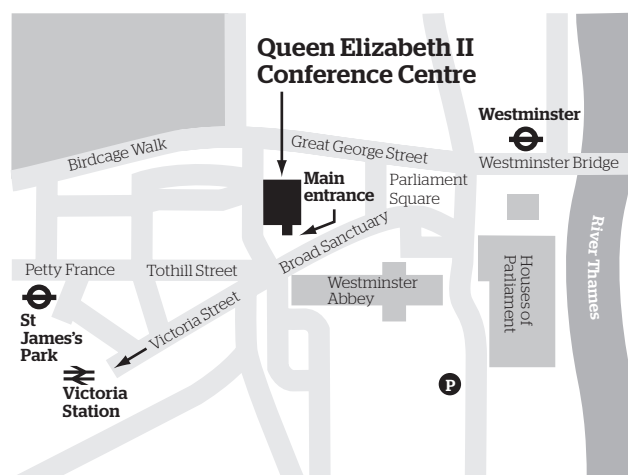 Queen Elizabeth II
Conference Centre
Westminster
Birdcage Walk
Great George Street
Westminster Bridge
Main
entrance
Parliament
Square
Broad Sanctuary
Petty France
Tothill Street
Westminster
Abbey
Houses of
Parliament
River Thames
St
James's
Park
Victoria Street
Victoria
Station
P